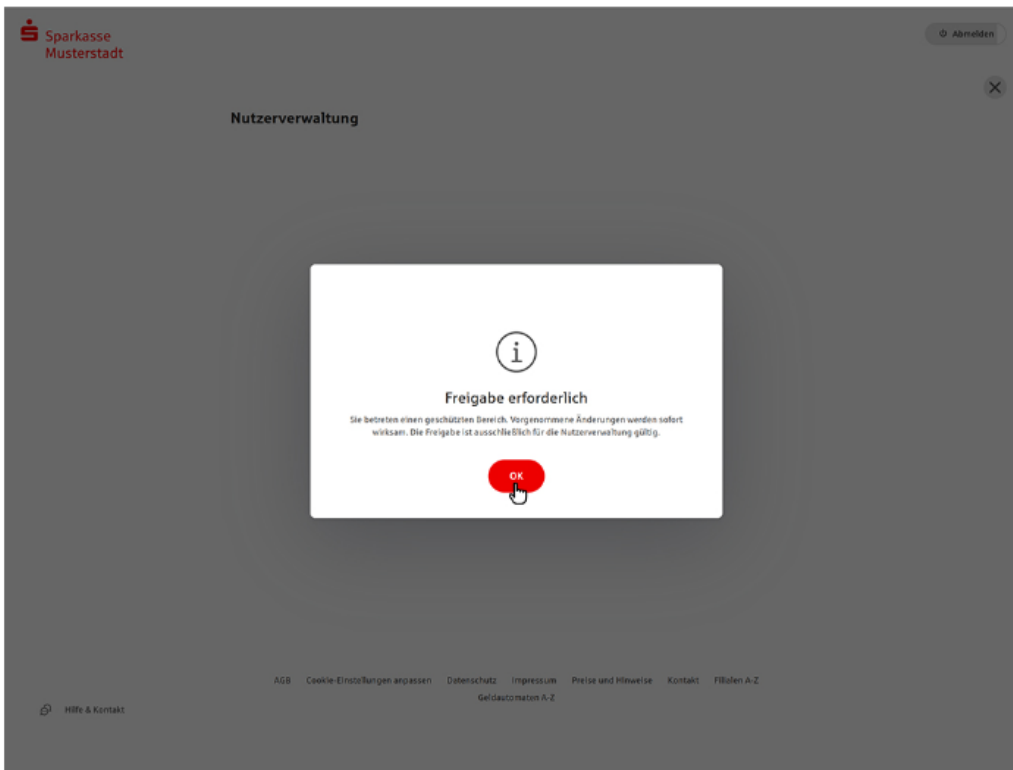 Sparkasse
Musterstadt
Abmelden
Nutzerverwaltung
i
Freigabe erforderlich
Sie betreten einen geschützten Bereich. Vorgenommene Änderungen werden sofort
wirksam. Die Freigabe ist ausschließlich für die Nutzerverwaltung gültig.
OK
AGB Cookie-Einstellungen anpassen Datenschutz Impressum Preise und Hinweise Kontakt Filialen A-Z
Geldautomaten A-Z
Hilfe & Kontakt